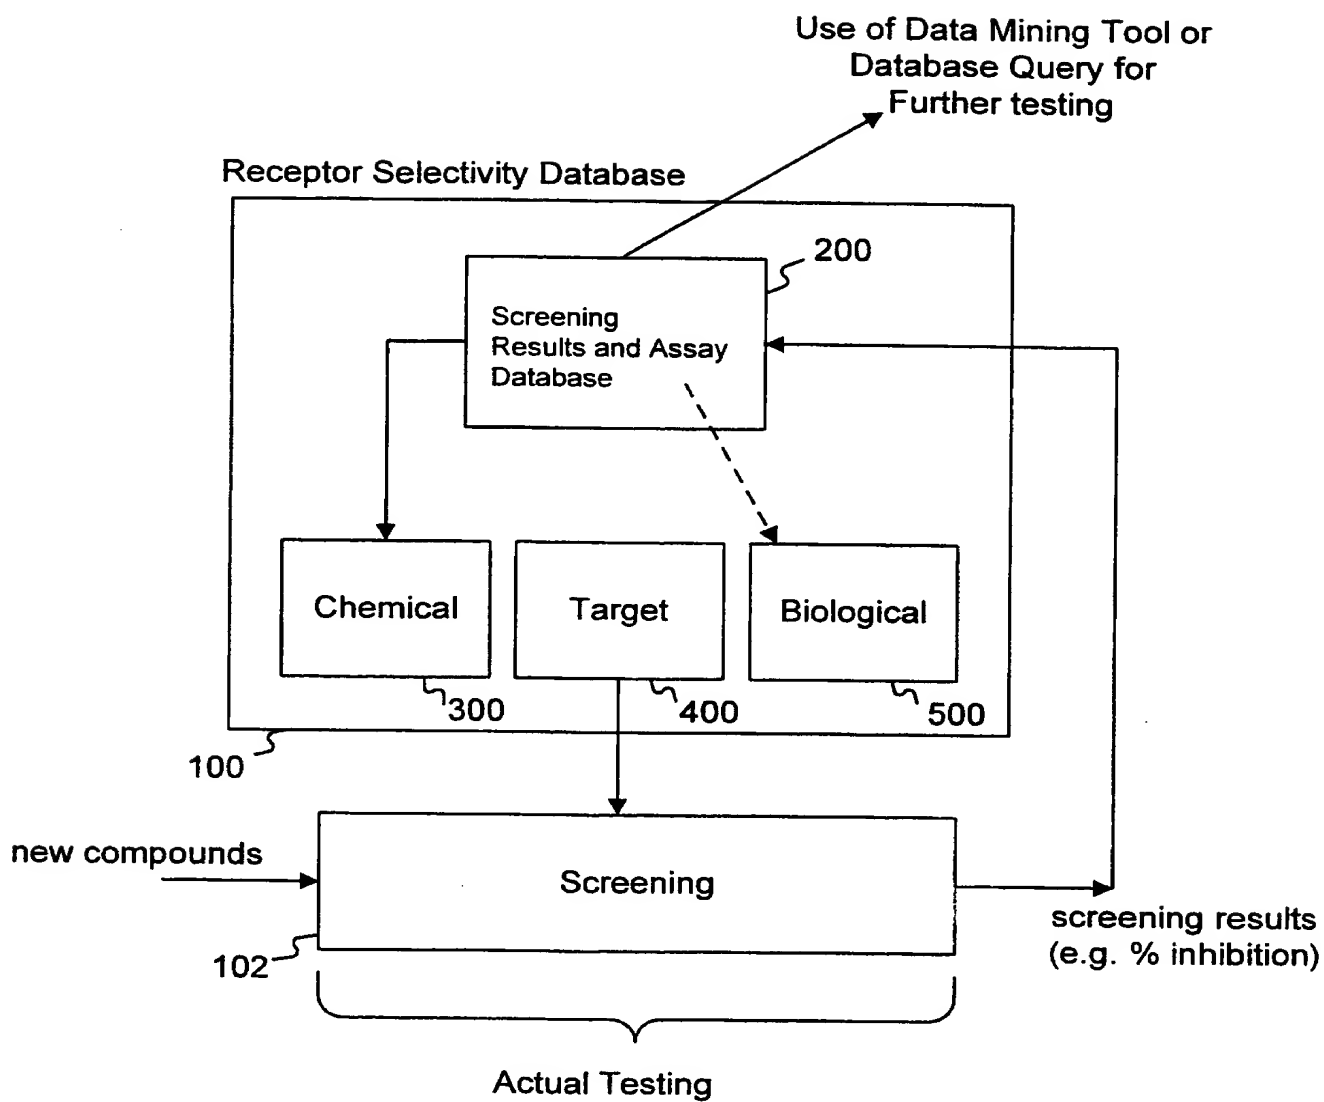 Use of Data Mining Tool or
Database Query for
Further testing
Receptor Selectivity Database
200
Screening
Results and Assay
Database
Chemical
Target
Biological
300
400
500
100
new compounds
Screening
screening results
(e.g. % inhibition)
102
Actual Testing